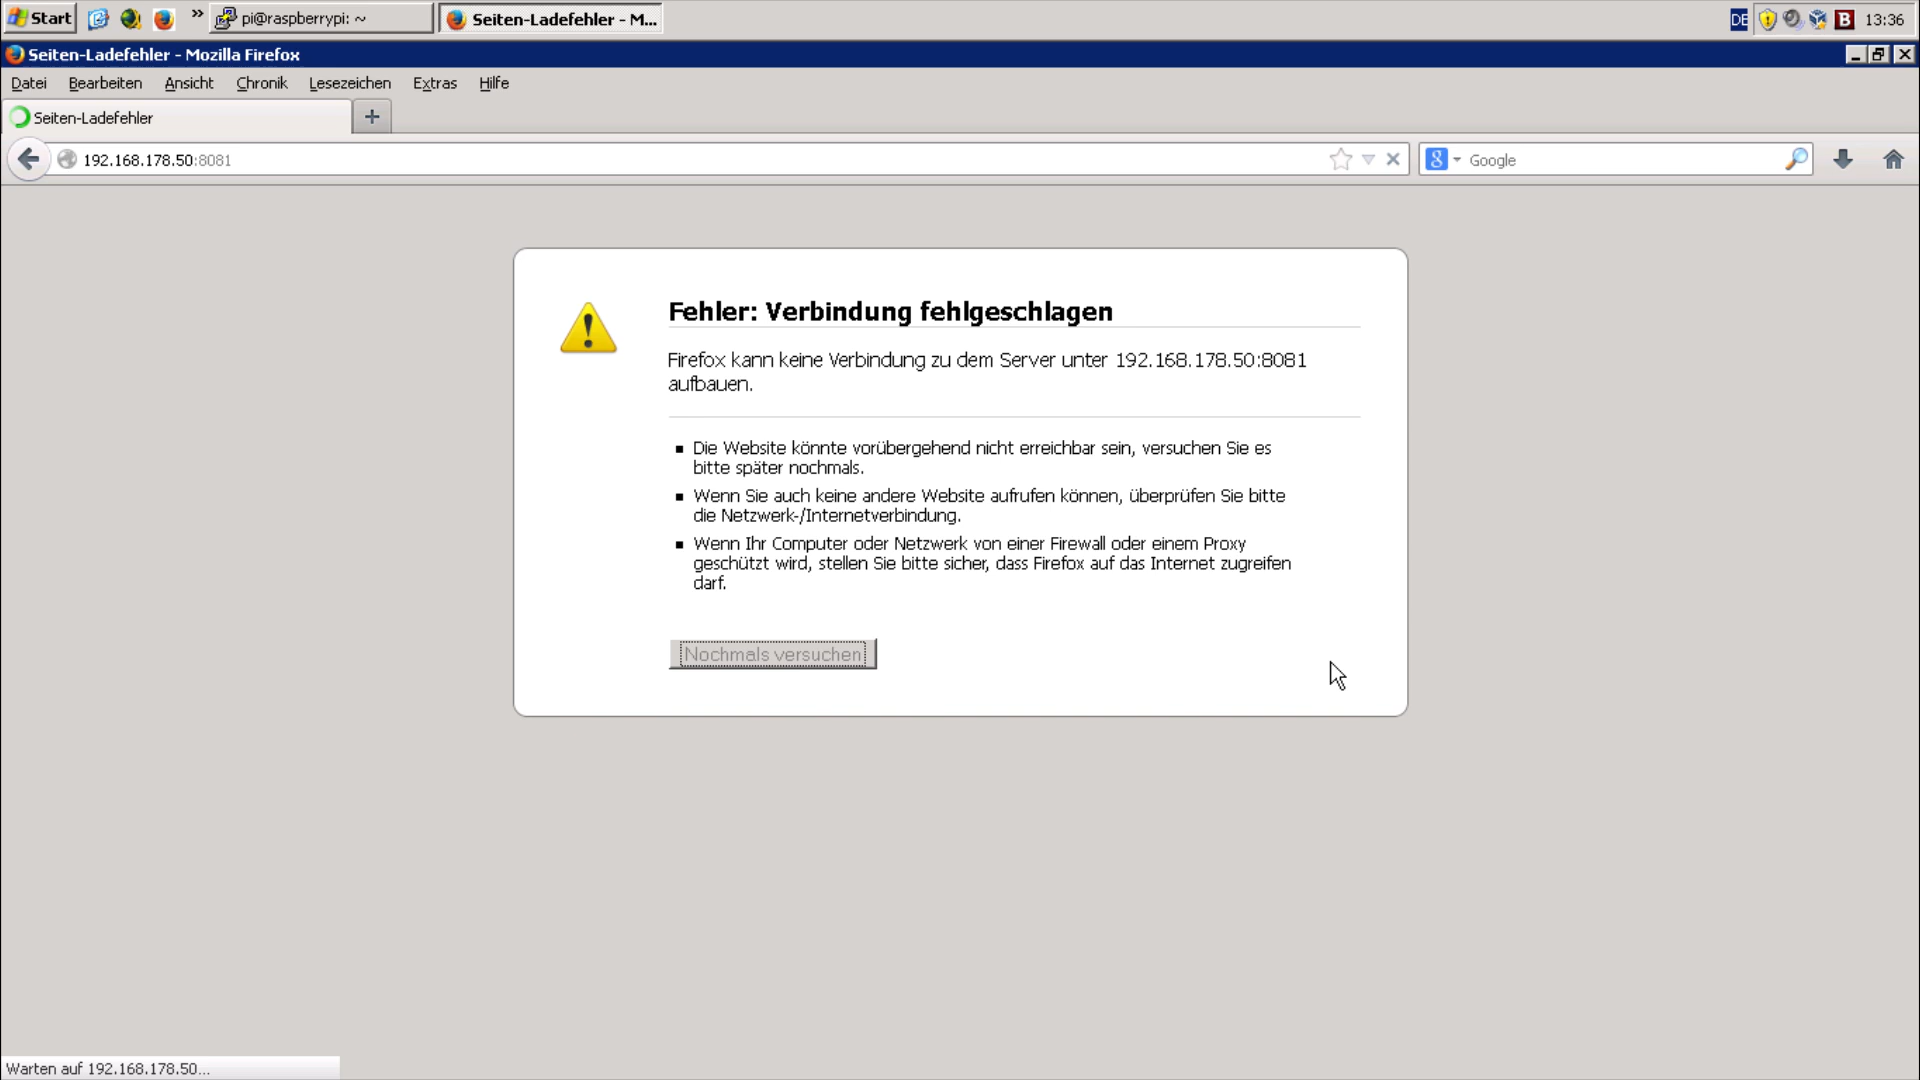 Start
»
pi@raspberrypi: ~
Seiten-Ladefehler - M...
DE
B
13:36
Seiten-Ladefehler - Mozilla Firefox
Datei Bearbeiten Ansicht Chronik Lesezeichen Extras Hilfe
Seiten-Ladefehler
+
192.168.178.50:8081
8
Google
Fehler: Verbindung fehlgeschlagen
Firefox kann keine Verbindung zu dem Server unter 192.168.178.50:8081
aufbauen.
Die Website könnte vorübergehend nicht erreichbar sein, versuchen Sie es
bitte später nochmals.
Wenn Sie auch keine andere Website aufrufen können, überprüfen Sie bitte
die Netzwerk-/Internetverbindung.
Wenn Ihr Computer oder Netzwerk von einer Firewall oder einem Proxy
geschützt wird, stellen Sie bitte sicher, dass Firefox auf das Internet zugreifen
darf.
Nochmals versuchen
Warten auf 192.168.178.50...